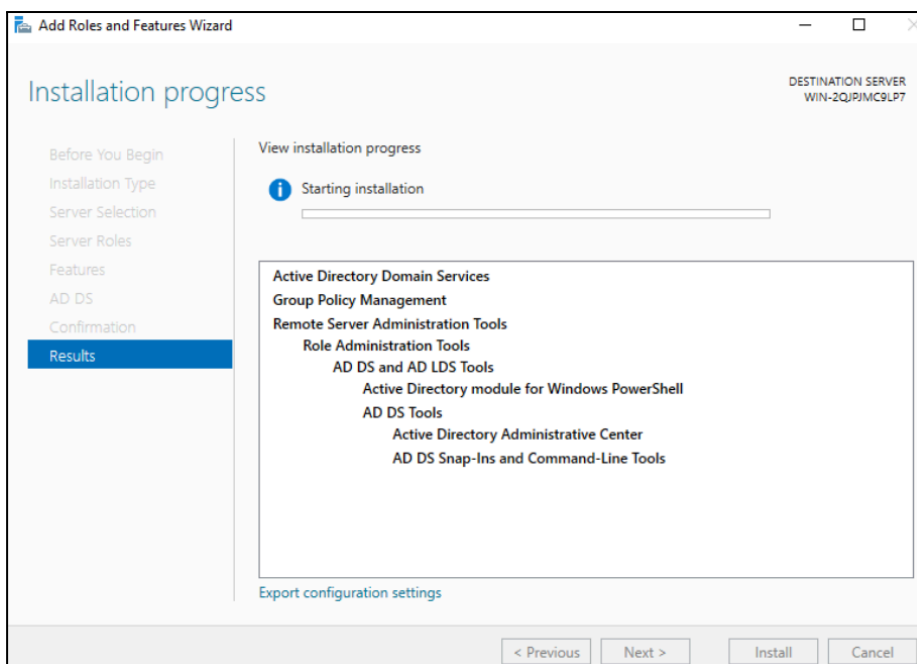 Add Roles and Features Wizard
Installation progress
DESTINATION SERVER
WIN-2QJPJMC9LP7
Before You Begin
Installation Type
Server Selection
Server Roles
Features
AD DS
Confirmation
Results
View installation progress
Starting installation
Active Directory Domain Services
Group Policy Management
Remote Server Administration Tools
Role Administration Tools
AD DS and AD LDS Tools
Active Directory module for Windows PowerShell
AD DS Tools
Active Directory Administrative Center
AD DS Snap-Ins and Command-Line Tools
Export configuration settings
< Previous
Next >
Install
Cancel